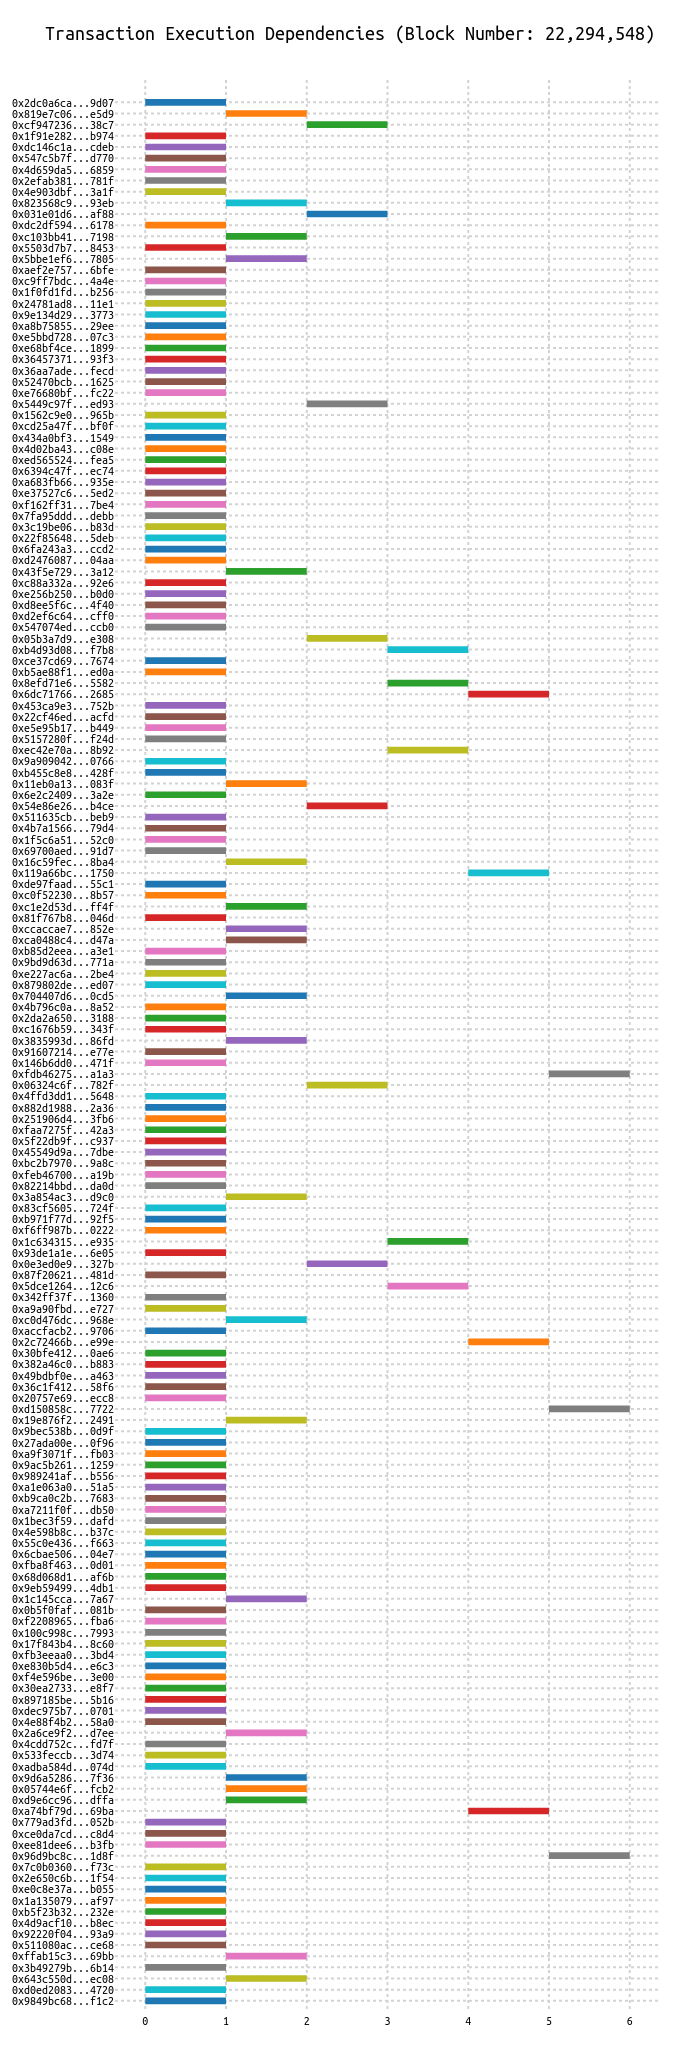 Transaction Execution Dependencies (Block Number: 22,294,548)
0x2dc0a6ca...9d07
0x819e7c06...e5d9
0xcf947236...38c7
0x1f91e282...b974
0xdc146c1a...cdeb
0x547c5b7f...d770
0x4d659da5...6859
0x2efab381...781f
0x4e903dbf...3a1f
0x823568c9...93eb
0x031e01d6...af88
0xdc2df594...6178
0xc103bb41...7198
0x5503d7b7...8453
0x5bbe1ef6...7805
0xaef2e757...6bfe
0xc9ff7bdc...4a4e
0x1f0fd1fd...b256
0x24781ad8...11e1
0x9e134d29...3773
0xa8b75855...29ee
0xe5bbd728...07c3
0xe68bf4ce...1899
0x36457371...93f3
0x36aa7ade...fecd
0x52470bcb...1625
0xe76680bf...fc22
0x5449c97f...ed93
0x1562c9e0...965b
0xcd25a47f...bf0f
0x434a0bf3...1549
0x4d02ba43...c08e
0xed565524...fea5
0x6394c47f...ec74
0xa683fb66...935e
0xe37527c6...5ed2
0xf162ff31...7be4
0x7fa95ddd...debb
0x3c19be06...b83d
0x22f85648...5deb
0x6fa243a3...ccd2
0xd2476087...04aa
0x43f5e729...3a12
0xc88a332a...92e6
0xe256b250...b0d0
0xd8ee5f6c...4f40
0xd2ef6c64...cff0
0x547074ed...ccb0
0x05b3a7d9...e308
0xb4d93d08...f7b8
0xce37cd69...7674
0xb5ae88f1...ed0a
0x8efd71e6...5582
0x6dc71766...2685
0x453ca9e3...752b
0x22cf46ed...acfd
0xe5e95b17...b449
0x5157280f...f24d
0xec42e70a...8b92
0x9a909042...0766
0xb455c8e8...428f
0x11eb0a13...083f
0x6e2c2409...3a2e
0x54e86e26...b4ce
0x511635cb...beb9
0x4b7a1566...79d4
0x1f5c6a51...52c0
0x69700aed...91d7
0x16c59fec...8ba4
0x119a66bc...1750
0xde97faad...55c1
0xc0f52230...8b57
0xc1e2d53d...ff4f
0x81f767b8...046d
0xccaccae7...852e
0xca0488c4...d47a
0xb85d2eea...a3e1
0x9bd9d63d...771a
0xe227ac6a...2be4
0x879802de...ed07
0x704407d6...0cd5
0x4b796c0a...8a52
0x2da2a650...3188
0xc1676b59...343f
0x3835993d...86fd
0x91607214...e77e
0x146b6dd0...471f
0xfdb46275...a1a3
0x06324c6f...782f
0x4ffd3dd1...5648
0x882d1988...2a36
0x251906d4...3fb6
0xfaa7275f...42a3
0x5f22db9f...c937
0x45549d9a...7dbe
0xbc2b7970...9a8c
0xfeb46700...a19b
0x82214bbd...da0d
0x3a854ac3...d9c0
0x83cf5605...724f
0xb971f77d...92f5
0xf6ff987b...0222
0x1c634315...e935
0x93de1a1e...6e05
0x0e3ed0e9...327b
0x87f20621...481d
0x5dce1264...12c6
0x342ff37f...1360
0xa9a90fbd...e727
0xc0d476dc...968e
0xaccfacb2...9706
0x2c72466b...e99e
0x30bfe412...0ae6
0x382a46c0...b883
0x49bdbf0e...a463
0x36c1f412...58f6
0x20757e69...ecc8
0xd150858c...7722
0x19e876f2...2491
0x9bec538b...0d9f
0x27ada00e...0f96
0xa9f3071f...fb03
0x9ac5b261...1259
0x989241af...b556
0xa1e063a0...51a5
0xb9ca0c2b...7683
0xa7211f0f...db50
0x1bec3f59...dafd
0x4e598b8c...b37c
0x55c0e436...f663
0x6cbae506...04e7
0xfba8f463...0d01
0x68d068d1...af6b
0x9eb59499...4db1
0x1c145cca...7a67
0x0b5f0faf...081b
0xf2208965...fba6
0x100c998c...7993
0x17f843b4...8c60
0xfb3eeaa0...3bd4
0xe830b5d4...e6c3
0xf4e596be...3e00
0x30ea2733...e8f7
0x897185be...5b16
0xdec975b7...0701
0x4e88f4b2...58a0
0x2a6ce9f2...d7ee
0x4cdd752c...fd7f
0x533feccb...3d74
0xadba584d...074d
0x9d6a5286...7f36
0x05744e6f...fcb2
0xd9e6cc96...dffa
0xa74bf79d...69ba
0x779ad3fd...052b
0xce0da7cd...c8d4
0xee81dee6...b3fb
0x96d9bc8c...1d8f
0x7c0b0360...f73c
0x2e650c6b...1f54
0xe0c8e37a...b055
0x1a135079...af97
0xb5f23b32...232e
0x4d9acf10...b8ec
0x92220f04...93a9
0x511080ac...ce68
0xffab15c3...69bb
0x3b49279b...6b14
0x643c550d...ec08
0xd0ed2083...4720
0x9849bc68...f1c2
0 1 2 3 4 5 6